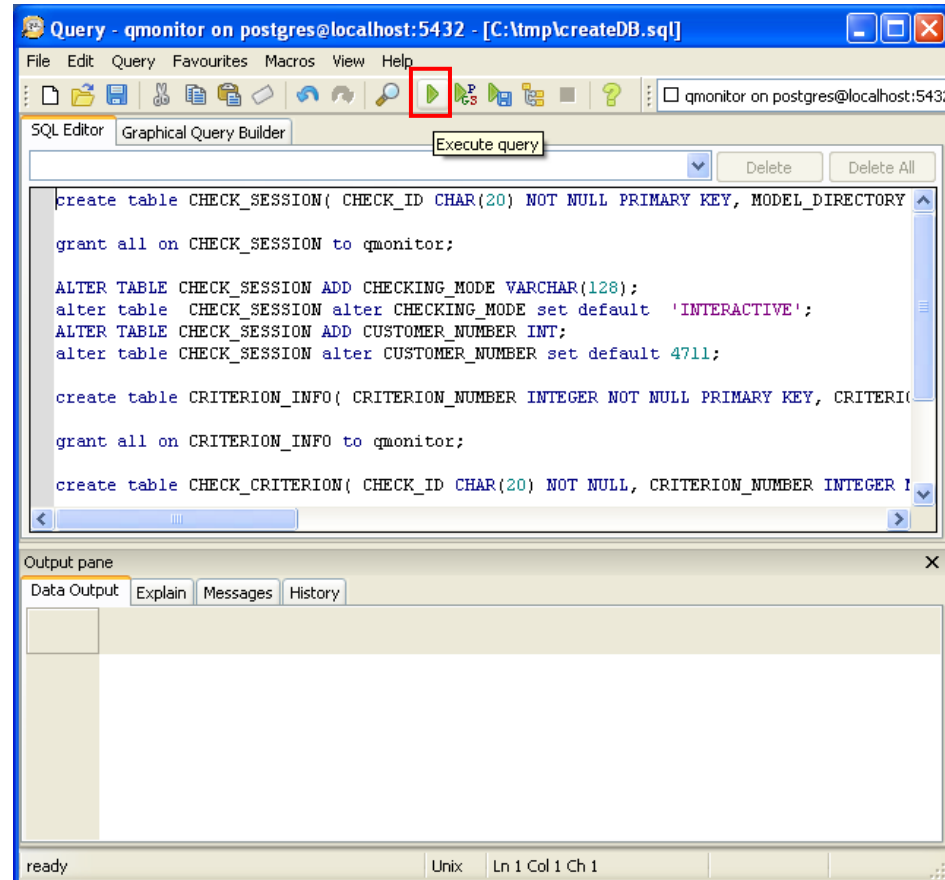 Query - qmonitor on postgres@localhost:5432 - [C:\tmp\createDB.sql]
File Edit Query Favourites Macros View Help
qmonitor on postgres@localhost:5432
SQL Editor Graphical Query Builder
Execute query
Delete Delete All
create table CHECK_SESSION( CHECK_ID CHAR(20) NOT NULL PRIMARY KEY, MODEL_DIRECTORY
grant all on CHECK_SESSION to qmonitor;
ALTER TABLE CHECK_SESSION ADD CHECKING_MODE VARCHAR(128);
alter table  CHECK_SESSION alter CHECKING_MODE set default  'INTERACTIVE';
ALTER TABLE CHECK_SESSION ADD CUSTOMER_NUMBER INT;
alter table CHECK_SESSION alter CUSTOMER_NUMBER set default 4711;
create table CRITERION_INFO( CRITERION_NUMBER INTEGER NOT NULL PRIMARY KEY,
grant all on CRITERION_INFO to qmonitor;
create table CHECK_CRITERION( CHECK_ID CHAR(20) NOT NULL, CRITERION_NUMBER INTEGER
Output pane
Data Output Explain Messages History
ready Unix Ln 1 Col 1 Ch 1